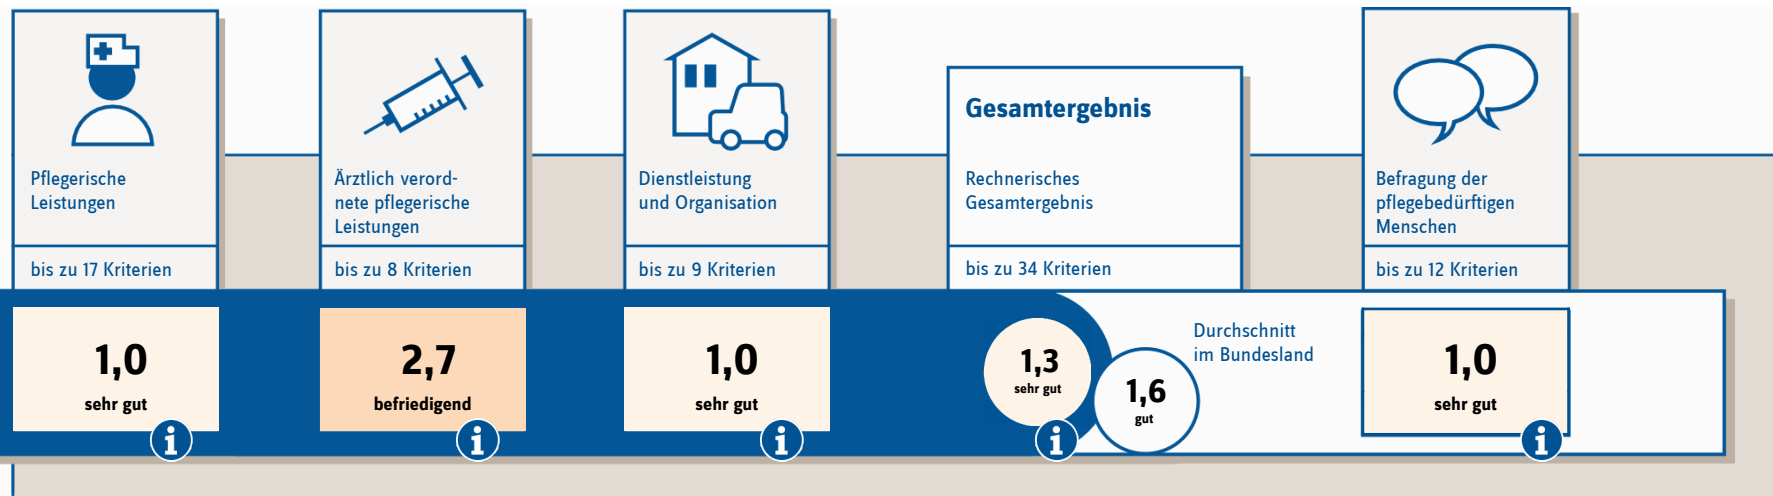 Pflegerische
Leistungen
bis zu 17 Kriterien
1,0
sehr gut
Ärztlich verord-
nete pflegerische
Leistungen
bis zu 8 Kriterien
2,7
befriedigend
Dienstleistung
und Organisation
bis zu 9 Kriterien
1,0
sehr gut
Gesamtergebnis
Rechnerisches
Gesamtergebnis
bis zu 34 Kriterien
1,3
sehr gut
Durchschnitt
im Bundesland
1,6
gut
Befragung der
pflegebedürftigen
Menschen
bis zu 12 Kriterien
1,0
sehr gut